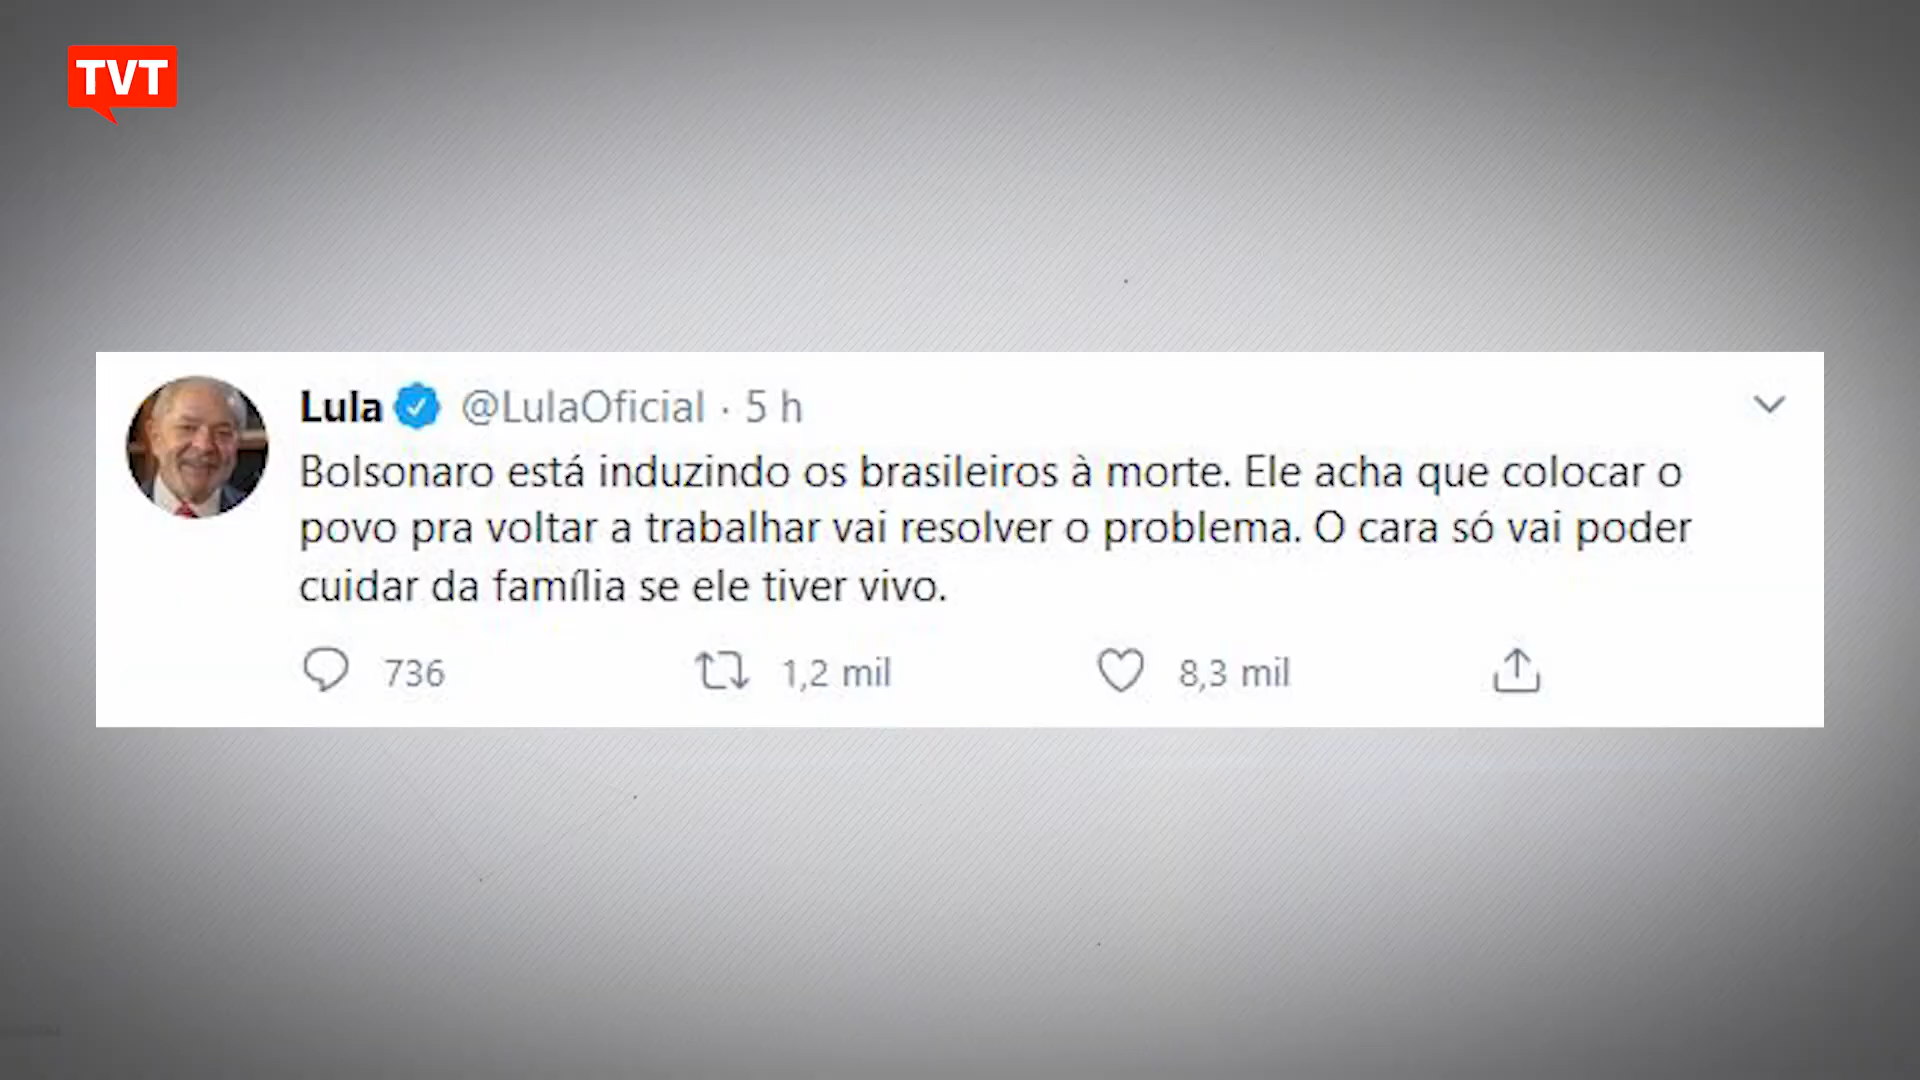 TVT
Lula @LulaOficial · 5 h
Bolsonaro está induzindo os brasileiros à morte. Ele acha que colocar o
povo pra voltar a trabalhar vai resolver o problema. O cara só vai poder
cuidar da família se ele tiver vivo.
736 1,2 mil 8,3 mil